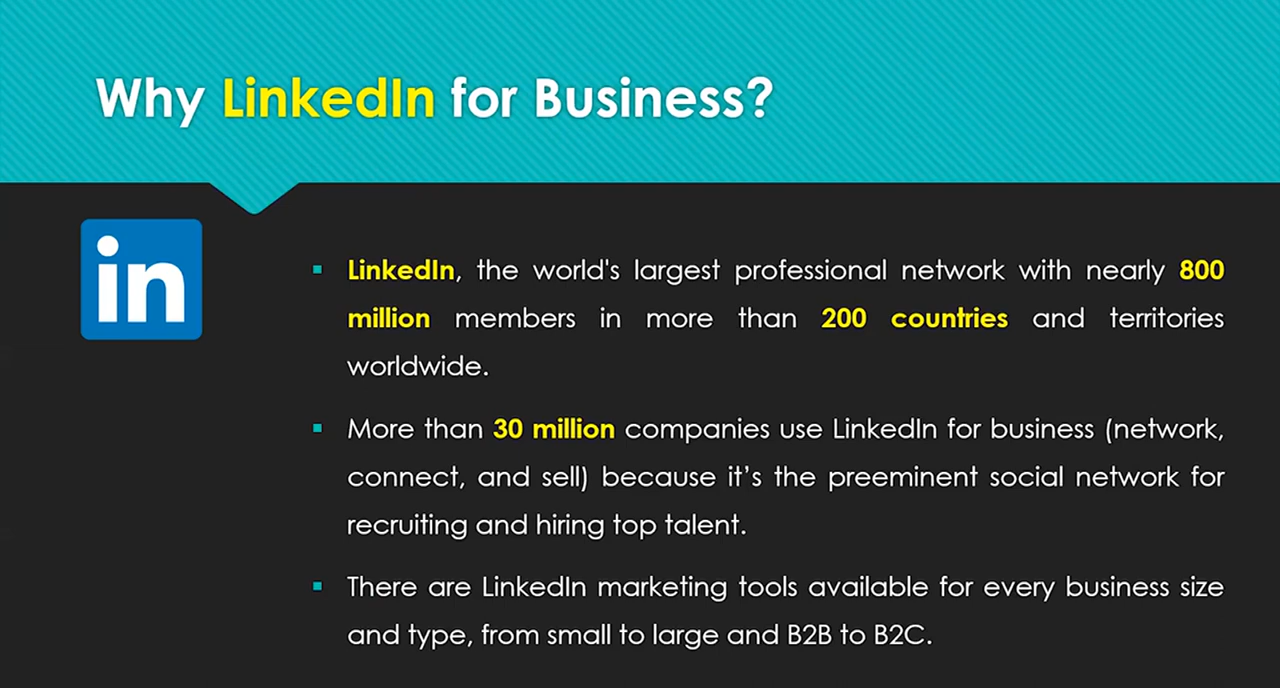 Why LinkedIn for Business?
in
LinkedIn, the world's largest professional network with nearly 800
million members in more than 200 countries and territories
worldwide.
More than 30 million companies use LinkedIn for business (network,
connect, and sell) because it’s the preeminent social network for
recruiting and hiring top talent.
There are LinkedIn marketing tools available for every business size
and type, from small to large and B2B to B2C.